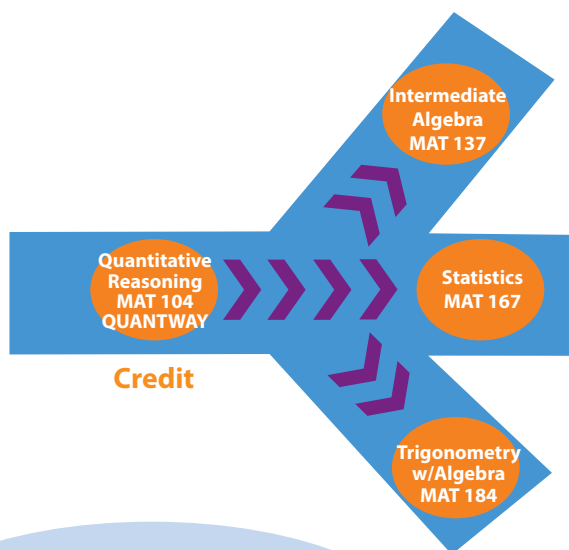 Intermediate
Algebra
MAT 137
Quantitative
Reasoning
MAT 104
QUANTWAY
Statistics
MAT 167
Credit
Trigonometry
w/Algebra
MAT 184